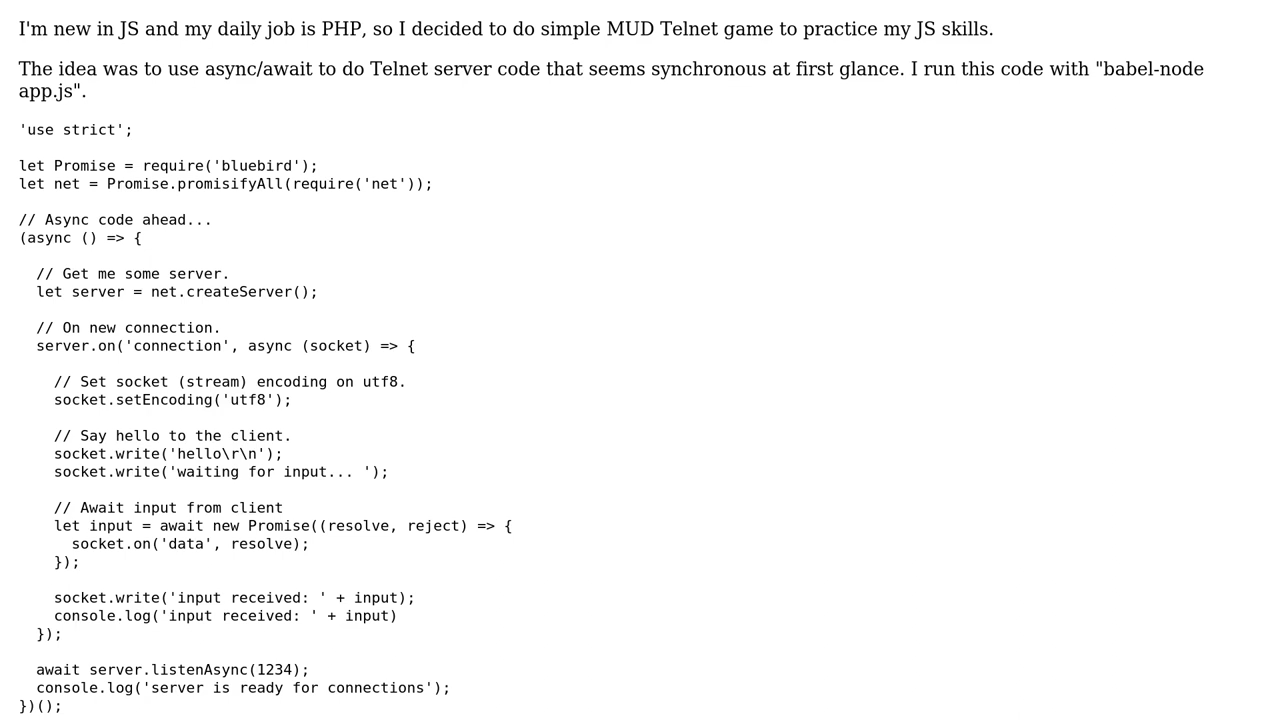 I'm new in JS and my daily job is PHP, so I decided to do simple MUD Telnet game to practice my JS skills.
The idea was to use async/await to do Telnet server code that seems synchronous at first glance. I run this code with "babel-node
app.js".
'use strict';
let Promise = require('bluebird');
let net = Promise.promisifyAll(require('net'));
// Async code ahead...
(async () => {
  // Get me some server.
  let server = net.createServer();
  // On new connection.
  server.on('connection', async (socket) => {
    // Set socket (stream) encoding on utf8.
    socket.setEncoding('utf8');
    // Say hello to the client.
    socket.write('hello\r\n');
    socket.write('waiting for input... ');
    // Await input from client
    let input = await new Promise((resolve, reject) => {
      socket.on('data', resolve);
    });
    socket.write('input received: ' + input);
    console.log('input received: ' + input)
  });
  await server.listenAsync(1234);
  console.log('server is ready for connections');
})();